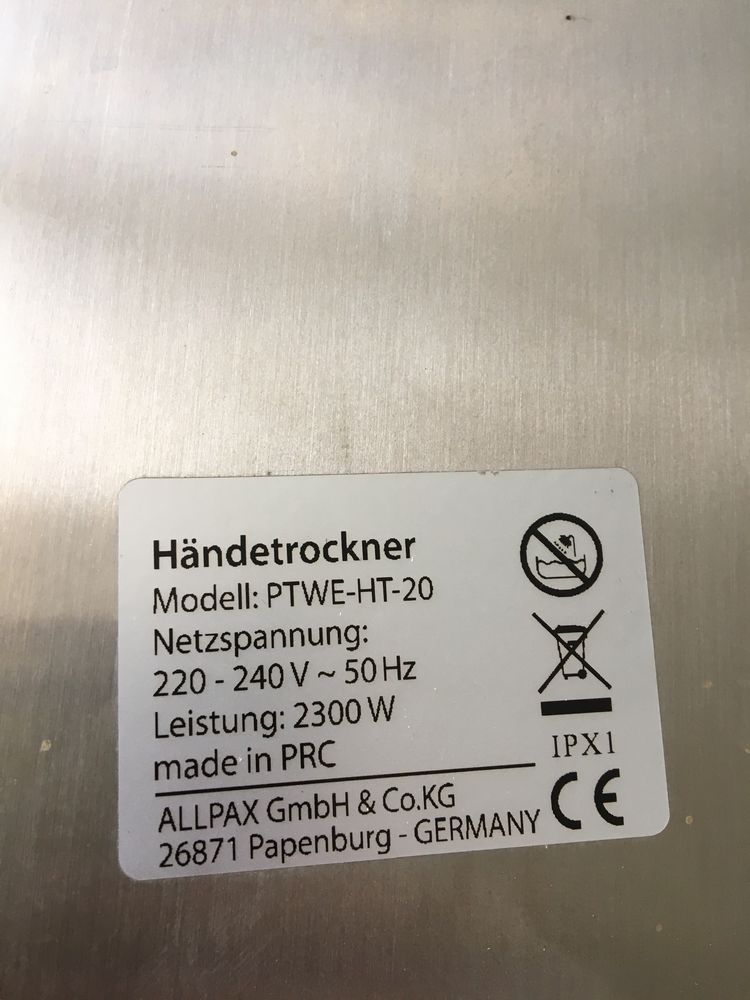 Händetrockner
Modell: PTWE-HT-20
Netzspannung:
220 - 240 V ~ 50 Hz
Leistung: 2300 W
made in PRC
IPX1
ALLPAX GmbH & Co.KG
26871 Papenburg - GERMANY
CE